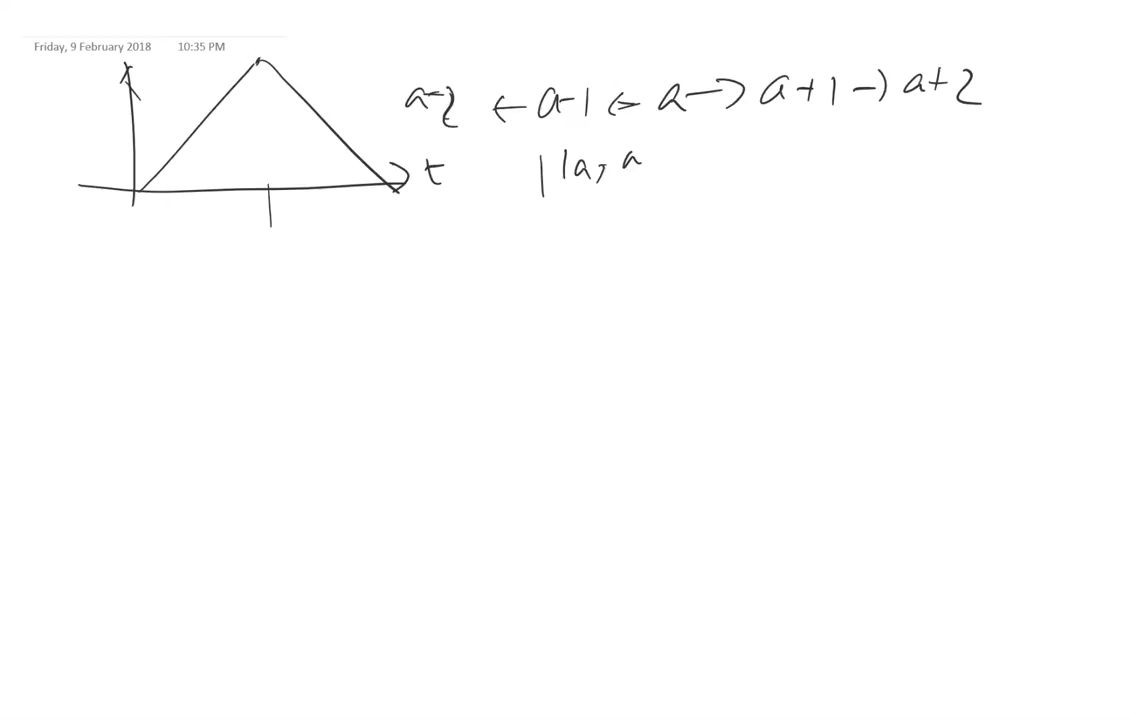 Friday, 9 February 2018 10:35 PM
a-2 ← a-1 ← a → a+1 → a+2
t
||a, a